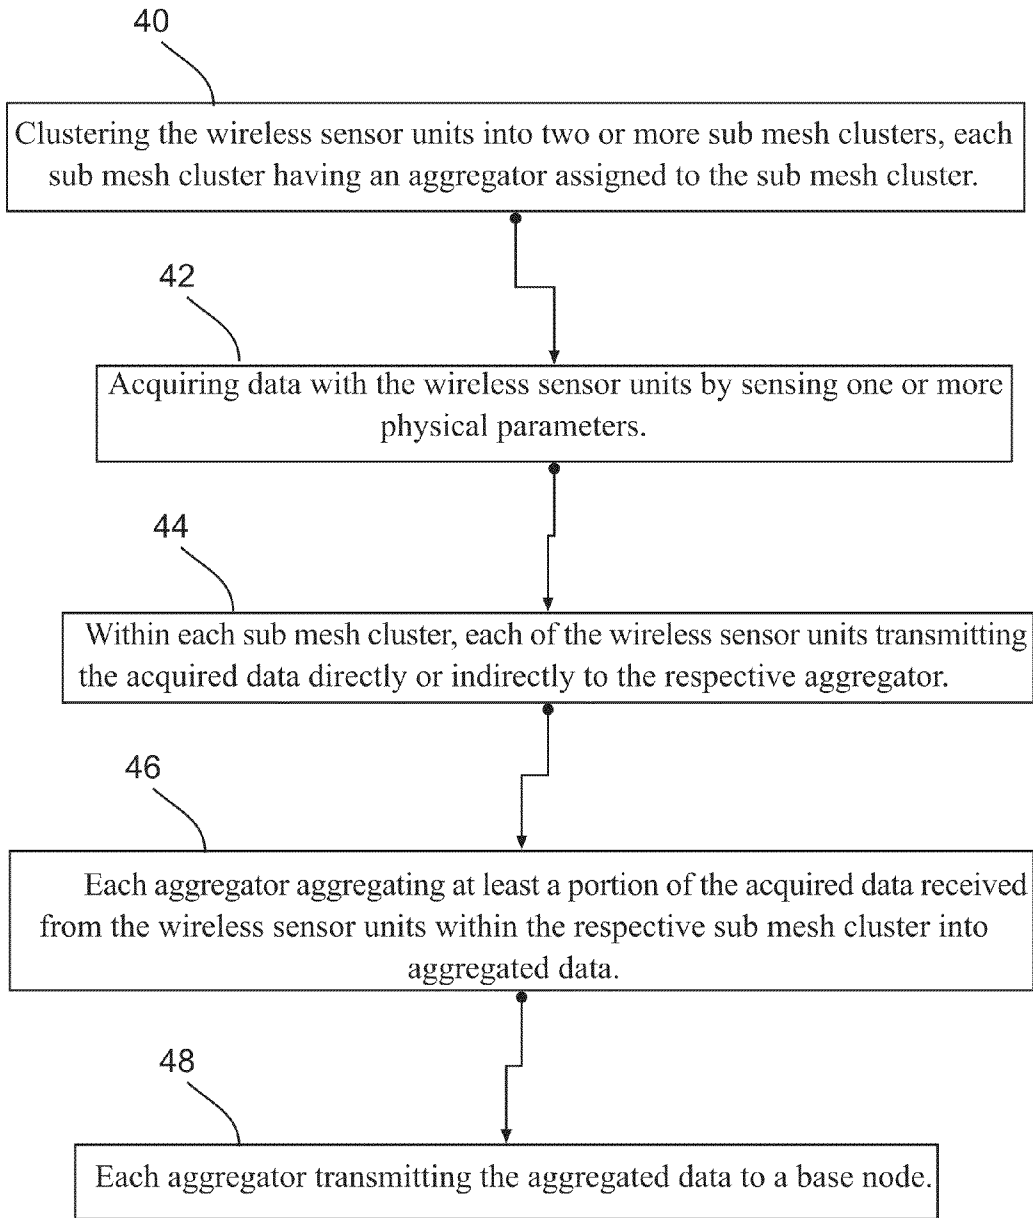 40
Clustering the wireless sensor units into two or more sub mesh clusters, each
sub mesh cluster having an aggregator assigned to the sub mesh cluster.
42
Acquiring data with the wireless sensor units by sensing one or more
physical parameters.
44
Within each sub mesh cluster, each of the wireless sensor units transmitting
the acquired data directly or indirectly to the respective aggregator.
46
Each aggregator aggregating at least a portion of the acquired data received
from the wireless sensor units within the respective sub mesh cluster into
aggregated data.
48
Each aggregator transmitting the aggregated data to a base node.